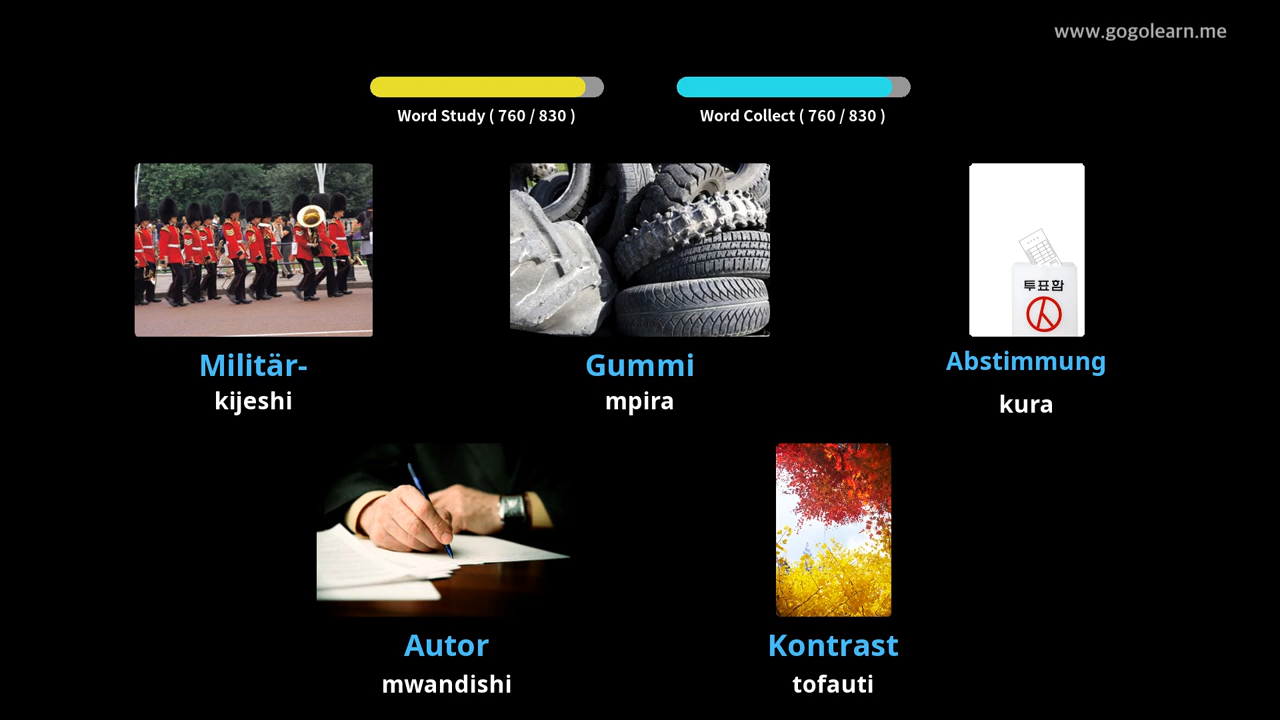 www.gogolearn.me
Word Study ( 760 / 830 )
Word Collect ( 760 / 830 )
투표함
Militär-
kijeshi
Gummi
mpira
Abstimmung
kura
Autor
mwandishi
Kontrast
tofauti